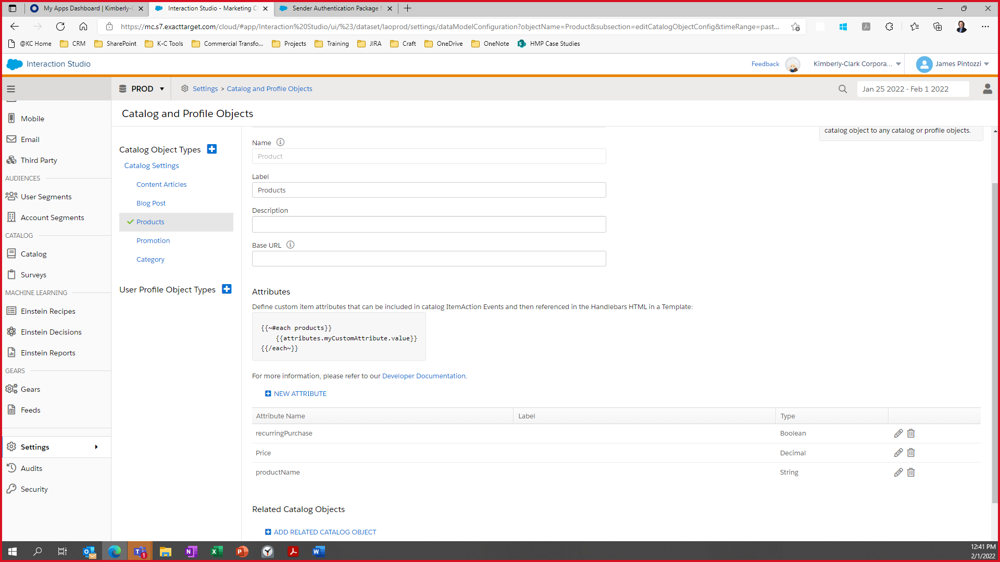 My Apps Dashboard | Kimberly-C
Interaction Studio - Marketing Cl
Sender Authentication Package f
https://mc.s7.exacttarget.com/cloud/#app/Interaction%20Studio/ui/%23/dataset/laoprod/settings/dataModelConfiguration?objectName=Product&subsection=editCatalogObjectConfig&timeRange=past...
@KC Home
CRM
SharePoint
K-C Tools
Commercial Transfo...
Projects
Training
JIRA
Craft
OneDrive
OneNote
HMP Case Studies
Interaction Studio
Feedback
Kimberly-Clark Corpora...
James Pintozzi
PROD
Settings > Catalog and Profile Objects
Jan 25 2022 - Feb 1 2022
Mobile
Email
Third Party
AUDIENCES
User Segments
Account Segments
CATALOG
Catalog
Surveys
MACHINE LEARNING
Einstein Recipes
Einstein Decisions
Einstein Reports
GEARS
Gears
Feeds
Settings
Audits
Security
Catalog and Profile Objects
Catalog Object Types
Catalog Settings
Content Articles
Blog Post
Products
Promotion
Category
User Profile Object Types
catalog object to any catalog or profile objects.
Name
Product
Label
Products
Description
Base URL
Attributes
Define custom item attributes that can be included in catalog ItemAction Events and then referenced in the Handlebars HTML in a Template:
{{~#each products}}
{{attributes.myCustomAttribute.value}}
{{/each~}}
For more information, please refer to our Developer Documentation.
NEW ATTRIBUTE
Attribute Name Label Type
recurringPurchase Boolean
Price Decimal
productName String
Related Catalog Objects
ADD RELATED CATALOG OBJECT
12:41 PM
2/1/2022